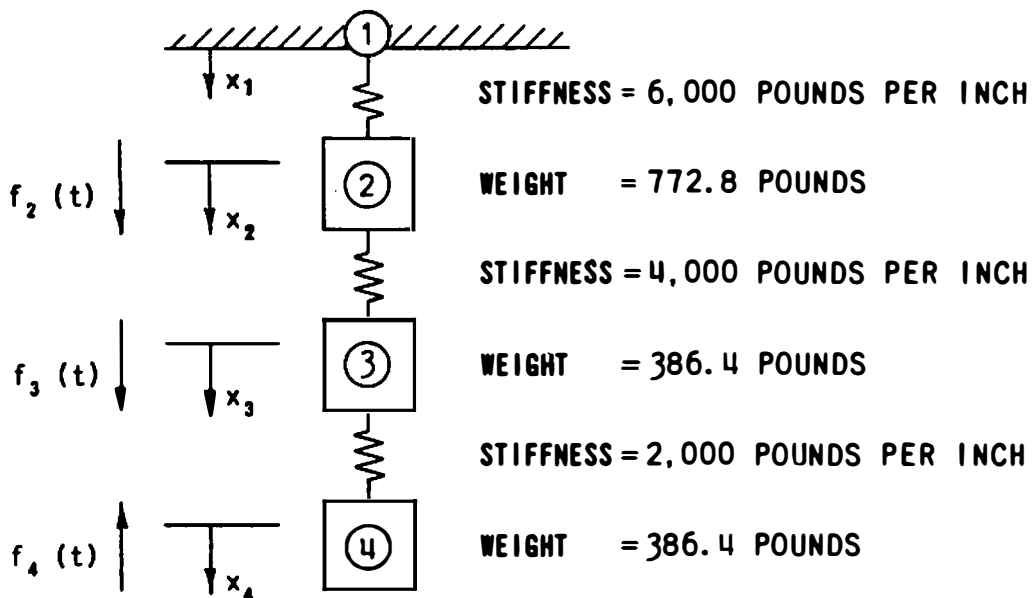 1
x₁
STIFFNESS = 6,000 POUNDS PER INCH
f₂ (t)
x₂
2
WEIGHT = 772.8 POUNDS
STIFFNESS = 4,000 POUNDS PER INCH
f₃ (t)
x₃
3
WEIGHT = 386.4 POUNDS
STIFFNESS = 2,000 POUNDS PER INCH
f₄ (t)
x₄
4
WEIGHT = 386.4 POUNDS